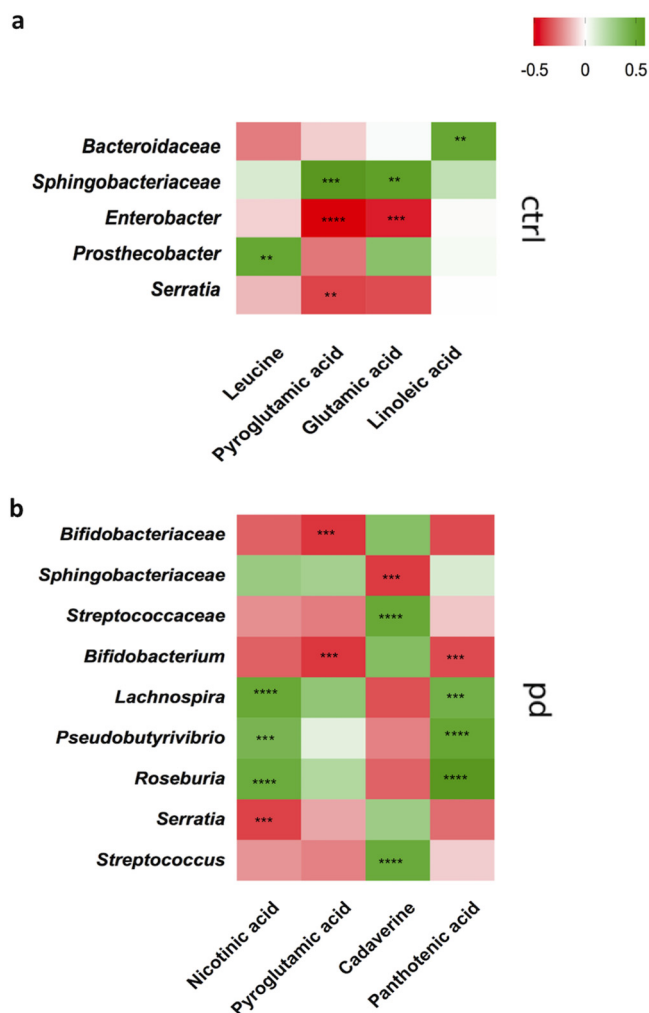 a
-0.5 0 0.5
Bacteroidaceae **
Sphingobacteriaceae *** **
Enterobacter **** ***
Prosthecobacter **
Serratia **
ctrl
Leucine
Pyroglutamic acid
Glutamic acid
Linoleic acid
b
Bifidobacteriaceae ***
Sphingobacteriaceae ***
Streptococcaceae ****
Bifidobacterium *** ***
Lachnospira **** ***
Pseudobutyrivibrio *** ****
Roseburia **** ****
Serratia ***
Streptococcus ****
pd
Nicotinic acid
Pyroglutamic acid
Cadaverine
Panthotenic acid